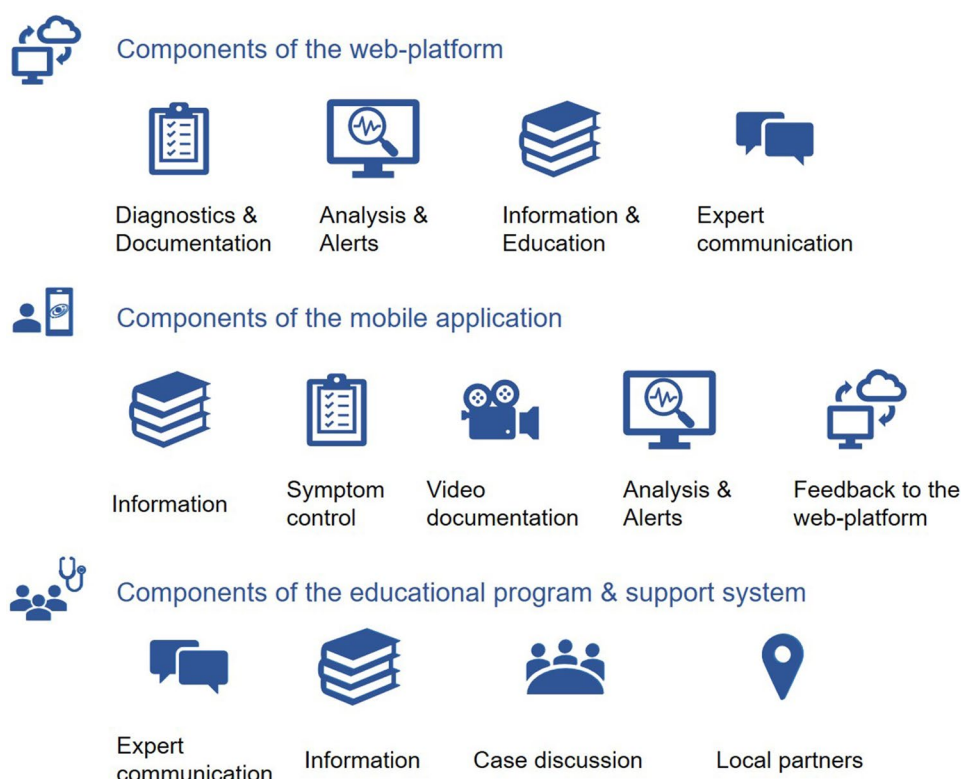 Components of the web-platform
Diagnostics &
Documentation
Analysis &
Alerts
Information &
Education
Expert
communication
Components of the mobile application
Information
Symptom
control
Video
documentation
Analysis &
Alerts
Feedback to the
web-platform
Components of the educational program & support system
Expert
communication
Information
Case discussion
Local partners